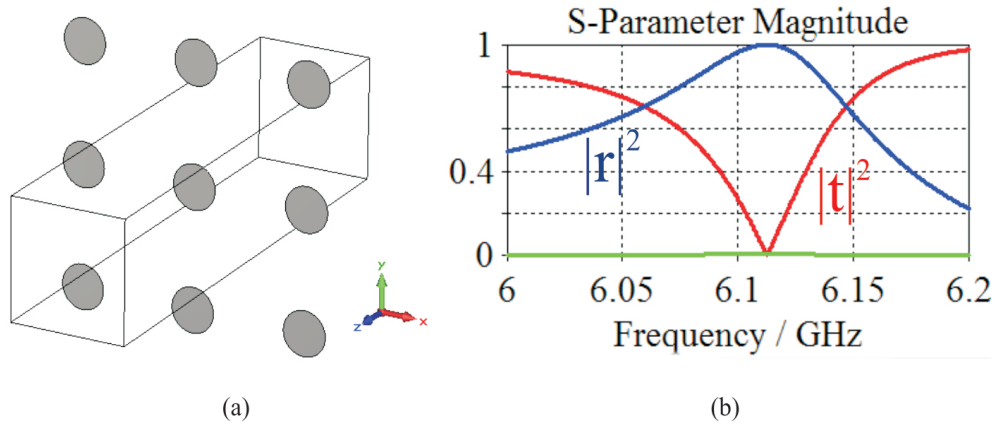 y
x
z
(a)
S-Parameter Magnitude
1
0.4
0
|r|²
|t|²
6 6.05 6.1 6.15 6.2
Frequency / GHz
(b)